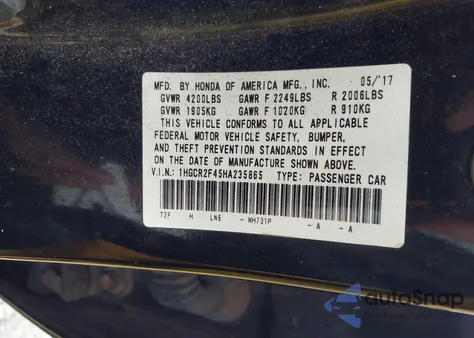 MFD. BY HONDA OF AMERICA MFG., INC. 05/'17
GVWR 4200LBS GAWR F 2249LBS R 2006LBS
GVWR 1905KG GAWR F 1020KG R 910KG
THIS VEHICLE CONFORMS TO ALL APPLICABLE
FEDERAL MOTOR VEHICLE SAFETY, BUMPER,
AND THEFT PREVENTION STANDARDS IN EFFECT
ON THE DATE OF MANUFACTURE SHOWN ABOVE.
V.I.N.: 1HGCR2F45HA235865 TYPE: PASSENGER CAR
72F H LN6 - NH731P - A - A
autoSnap